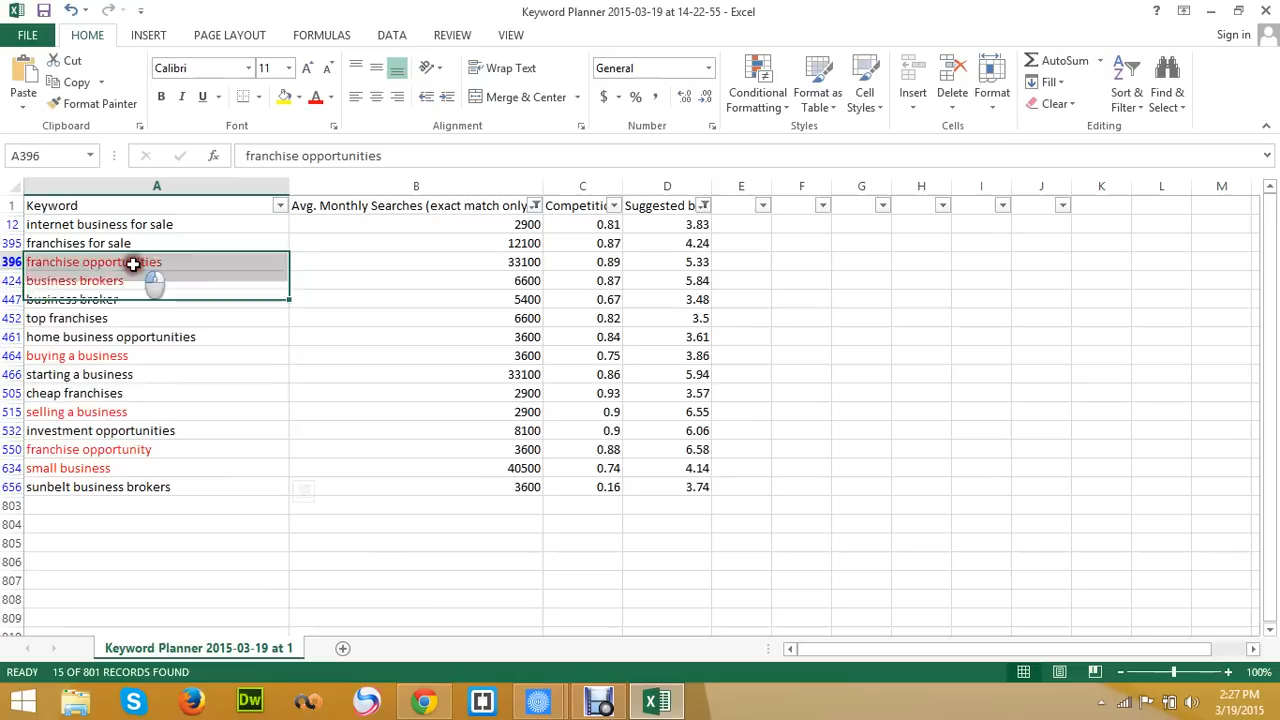 Keyword Planner 2015-03-19 at 14-22-55 - Excel
?
FILE HOME INSERT PAGE LAYOUT FORMULAS DATA REVIEW VIEW Sign in
Paste
Cut
Copy
Format Painter
Clipboard
Calibri 11
B I U
Font
Wrap Text
Merge & Center
Alignment
General
$ % ,
Number
Conditional Formatting
Format as Table
Cell Styles
Styles
Insert
Delete
Format
Cells
AutoSum
Fill
Clear
Sort & Filter
Find & Select
Editing
A396 fx franchise opportunities
A B C D E F G H I J K L M
1 Keyword Avg. Monthly Searches (exact match only Competitic Suggested b
12 internet business for sale 2900 0.81 3.83
395 franchises for sale 12100 0.87 4.24
396 franchise opportunities 33100 0.89 5.33
424 business brokers 6600 0.87 5.84
447 business broker 5400 0.67 3.48
452 top franchises 6600 0.82 3.5
461 home business opportunities 3600 0.84 3.61
464 buying a business 3600 0.75 3.86
466 starting a business 33100 0.86 5.94
505 cheap franchises 2900 0.93 3.57
515 selling a business 2900 0.9 6.55
532 investment opportunities 8100 0.9 6.06
550 franchise opportunity 3600 0.88 6.58
634 small business 40500 0.74 4.14
656 sunbelt business brokers 3600 0.16 3.74
803
804
805
806
807
808
809
Keyword Planner 2015-03-19 at 1
READY 15 OF 801 RECORDS FOUND 100%
Dw
2:27 PM
3/19/2015